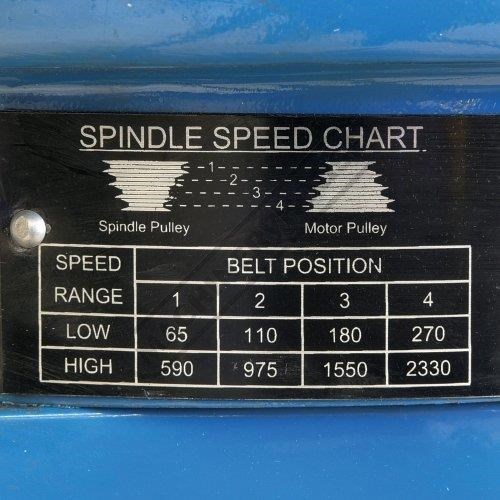 SPINDLE SPEED CHART
1
2
3
4
Spindle Pulley Motor Pulley
SPEED RANGE BELT POSITION
1 2 3 4
LOW 65 110 180 270
HIGH 590 975 1550 2330